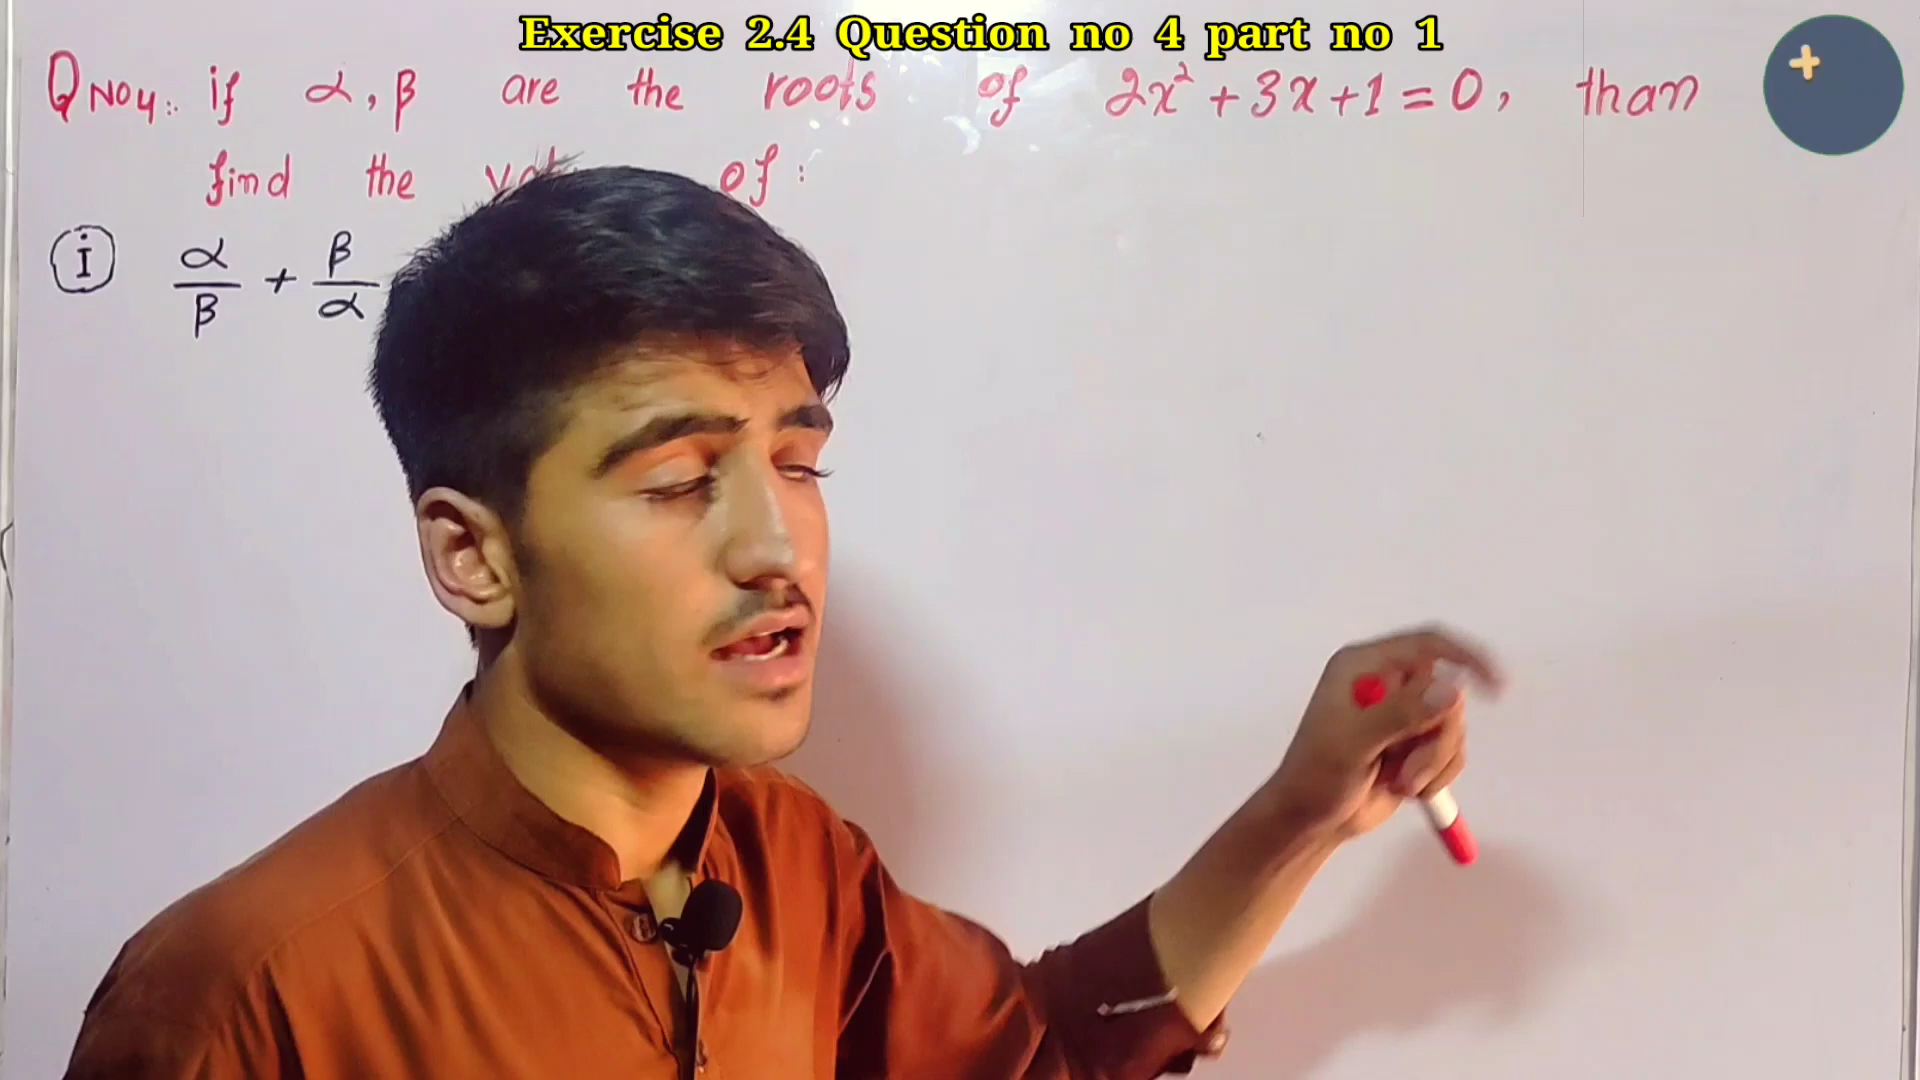 Exercise 2.4 Question no 4 part no 1
Q No4:. if α, β are the roots of 2x² + 3x + 1 = 0, than
find the of:
i α/β + β/α